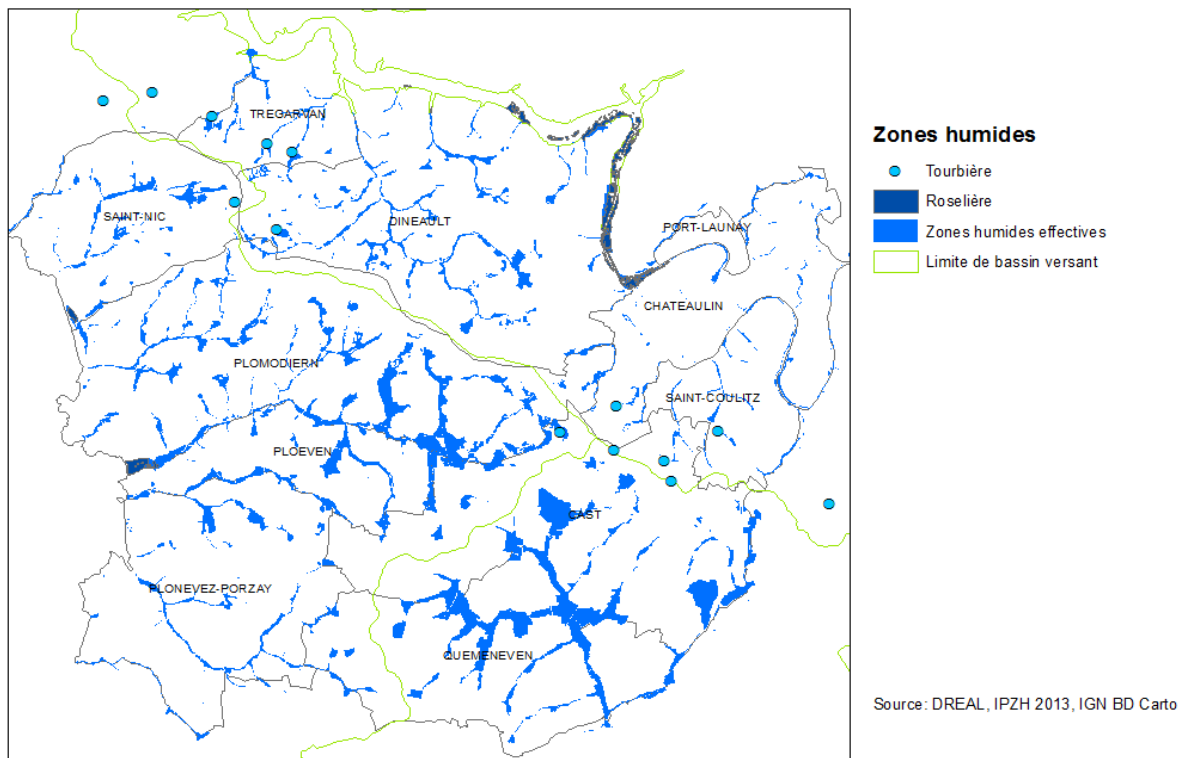 TREGARVAN
SAINT-NIC
DINEAULT
PORT-LAUNAY
CHATEAULIN
PLOMODIERN
SAINT-COULITZ
PLOEVEN
CAST
PLONEVEZ-PORZAY
QUEMENEVEN
Zones humides
Tourbière
Roselière
Zones humides effectives
Limite de bassin versant
Source: DREAL, IPZH 2013, IGN BD Carto